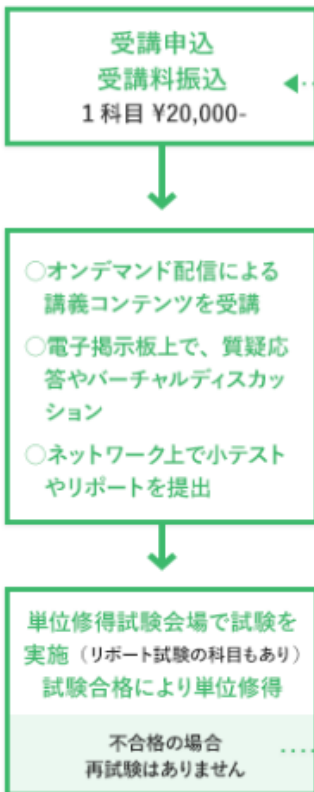 受講申込
受講料振込
1科目 ¥20,000-
○オンデマンド配信による
講義コンテンツを受講
○電子掲示板上で、質疑応
答やバーチャルディスカッ
ション
○ネットワーク上で小テスト
やリポートを提出
単位修得試験会場で試験を
実施（リポート試験の科目もあり）
試験合格により単位修得
不合格の場合
再試験はありません